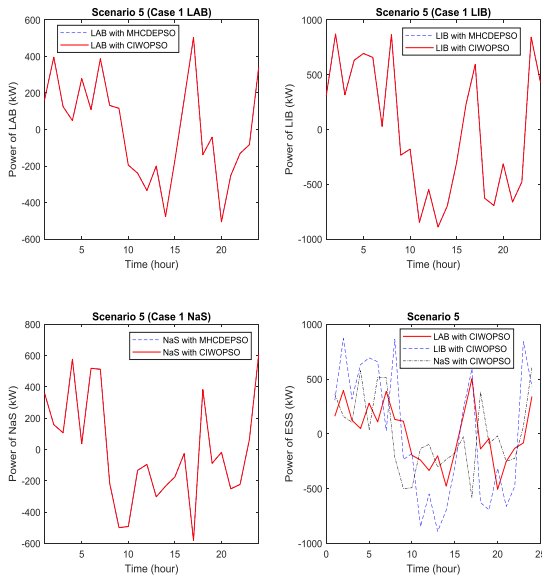 Scenario 5 (Case 1 LAB)
600
400
200
0
-200
-400
-600
Power of LAB (kW)
LAB with MHCDEPSO
LAB with CIWOPSO
5
10
15
20
Time (hour)
Scenario 5 (Case 1 LIB)
1000
500
0
-500
-1000
Power of LIB (kW)
LIB with MHCDEPSO
LIB with CIWOPSO
5
10
15
20
Time (hour)
Scenario 5 (Case 1 NaS)
800
600
400
200
0
-200
-400
-600
Power of NaS (kW)
NaS with MHCDEPSO
NaS with CIWOPSO
5
10
15
20
Time (hour)
Scenario 5
1000
500
0
-500
-1000
Power of ESS (kW)
LAB with CIWOPSO
LIB with CIWOPSO
NaS with CIWOPSO
0
5
10
15
20
25
Time (hour)